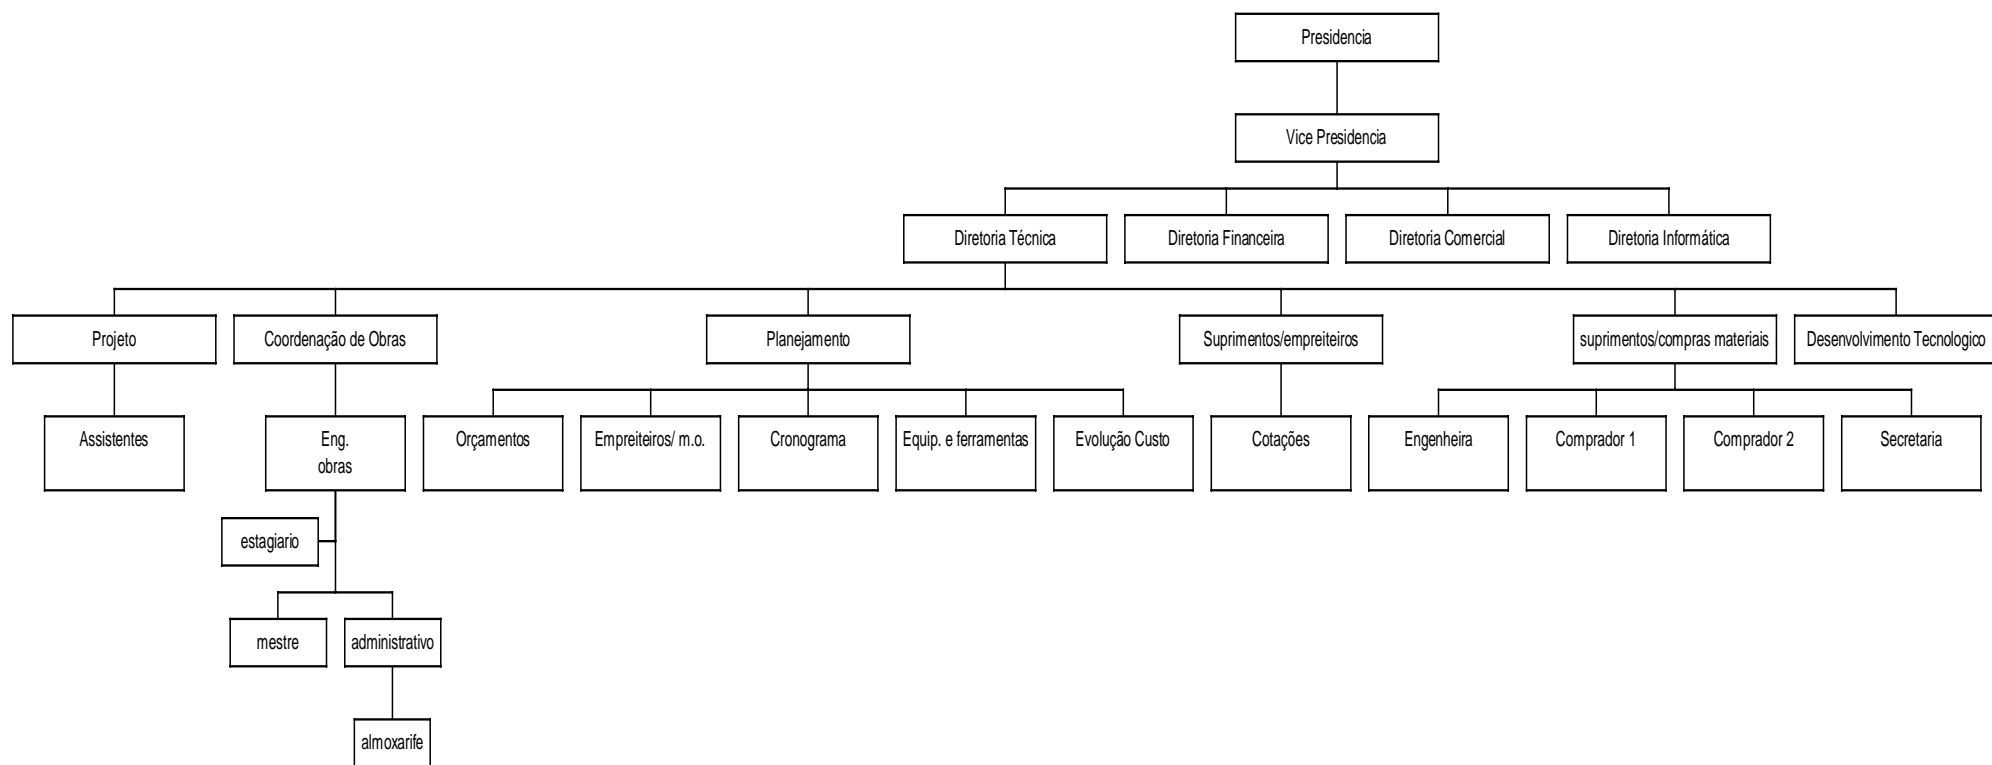 Presidencia
Vice Presidencia
Diretoria Técnica
Diretoria Financeira
Diretoria Comercial
Diretoria Informática
Projeto
Coordenação de Obras
Planejamento
Suprimentos/empreiteiros
suprimentos/compras materiais
Desenvolvimento Tecnologico
Assistentes
Eng.
obras
Orçamentos
Empreiteiros/ m.o.
Cronograma
Equip. e ferramentas
Evolução Custo
Cotações
Engenheira
Comprador 1
Comprador 2
Secretaria
estagiario
mestre
administrativo
almoxarife